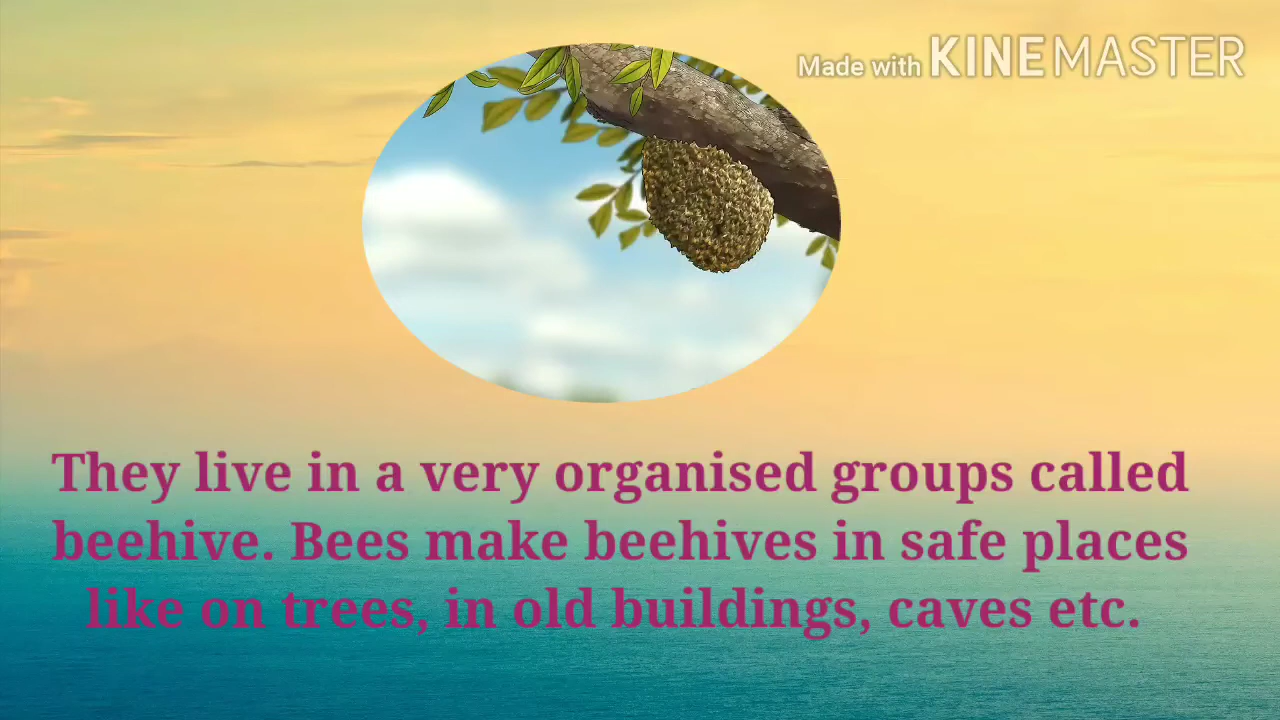 Made with KINEMASTER
They live in a very organised groups called
beehive. Bees make beehives in safe places
like on trees, in old buildings, caves etc.